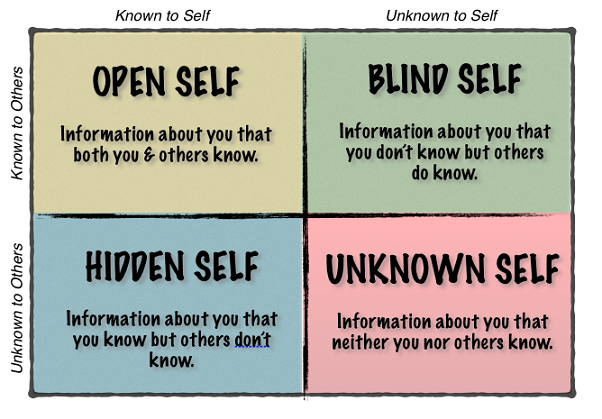 Known to Self
Unknown to Self
Known to Others
OPEN SELF
Information about you that
both you & others know.
BLIND SELF
Information about you that
you don't know but others
do know.
Unknown to Others
HIDDEN SELF
Information about you that
you know but others don't
know.
UNKNOWN SELF
Information about you that
neither you nor others know.